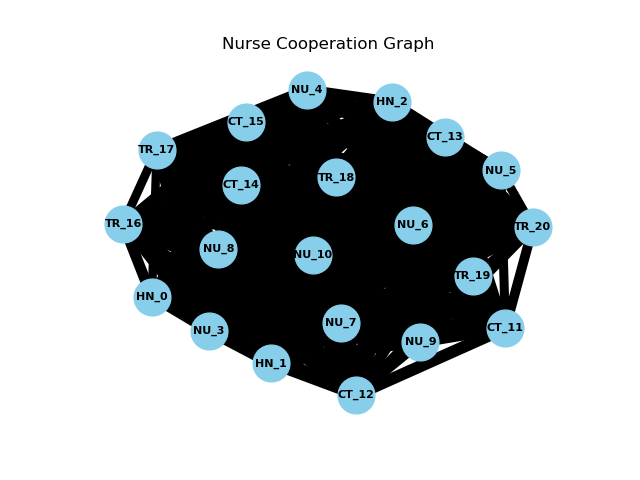 Nurse Cooperation Graph
NU_4
HN_2
CT_15
CT_13
TR_17
NU_5
TR_18
CT_14
TR_16
NU_6
TR_20
NU_8
NU_10
TR_19
HN_0
NU_7
CT_11
NU_3
NU_9
HN_1
CT_12